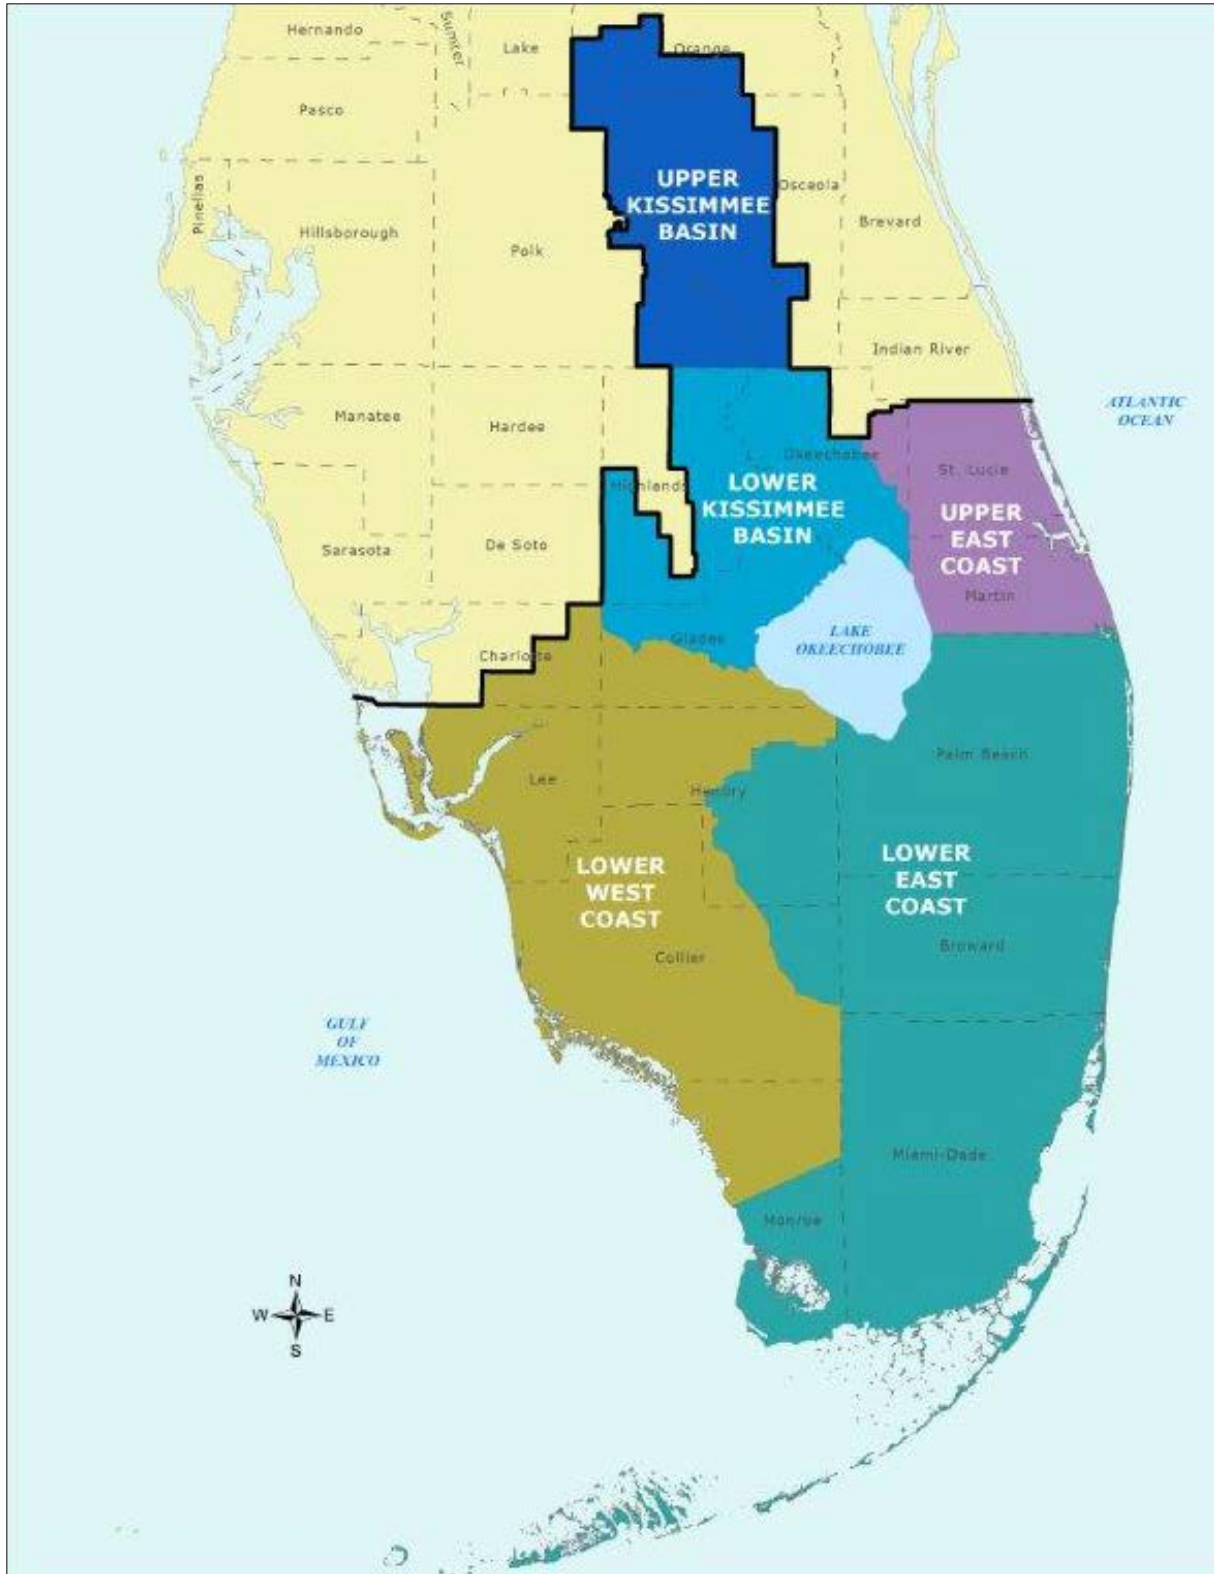 Hernando
Sumter
Lake
Orange
Pasco
Pinellas
Hillsborough
Polk
UPPER
KISSIMMEE
BASIN
Osceola
Brevard
Indian River
ATLANTIC
OCEAN
Manatee
Hardee
Highlands
Okeechobee
St. Lucie
LOWER
KISSIMMEE
BASIN
UPPER
EAST
COAST
Sarasota
De Soto
Martin
Charlotte
Glades
LAKE
OKEECHOBEE
Lee
Hendry
Palm Beach
LOWER
WEST
COAST
LOWER
EAST
COAST
Collier
Broward
GULF
OF
MEXICO
Miami-Dade
Monroe
N
W E
S